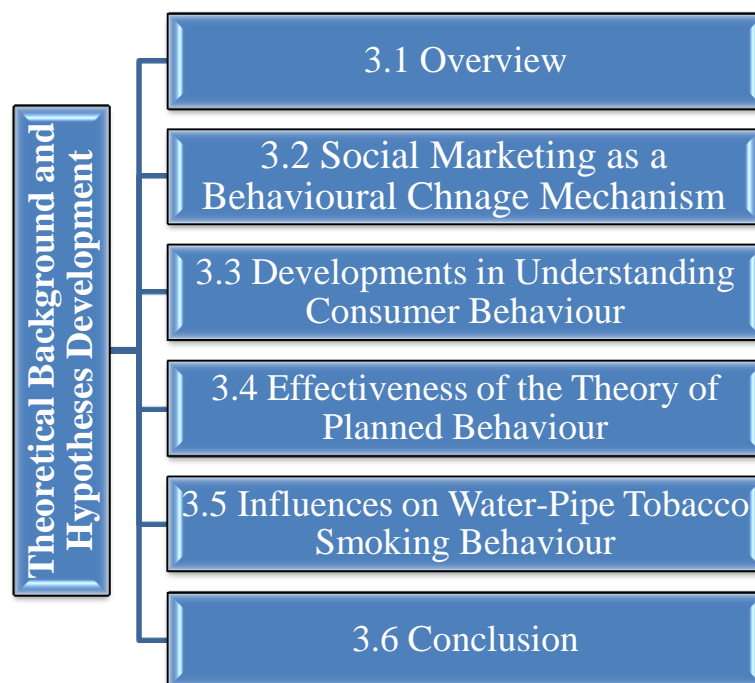 Theoretical Background and
Hypotheses Development
3.1 Overview
3.2 Social Marketing as a
Behavioural Chnage Mechanism
3.3 Developments in Understanding
Consumer Behaviour
3.4 Effectiveness of the Theory of
Planned Behaviour
3.5 Influences on Water-Pipe Tobacco
Smoking Behaviour
3.6 Conclusion